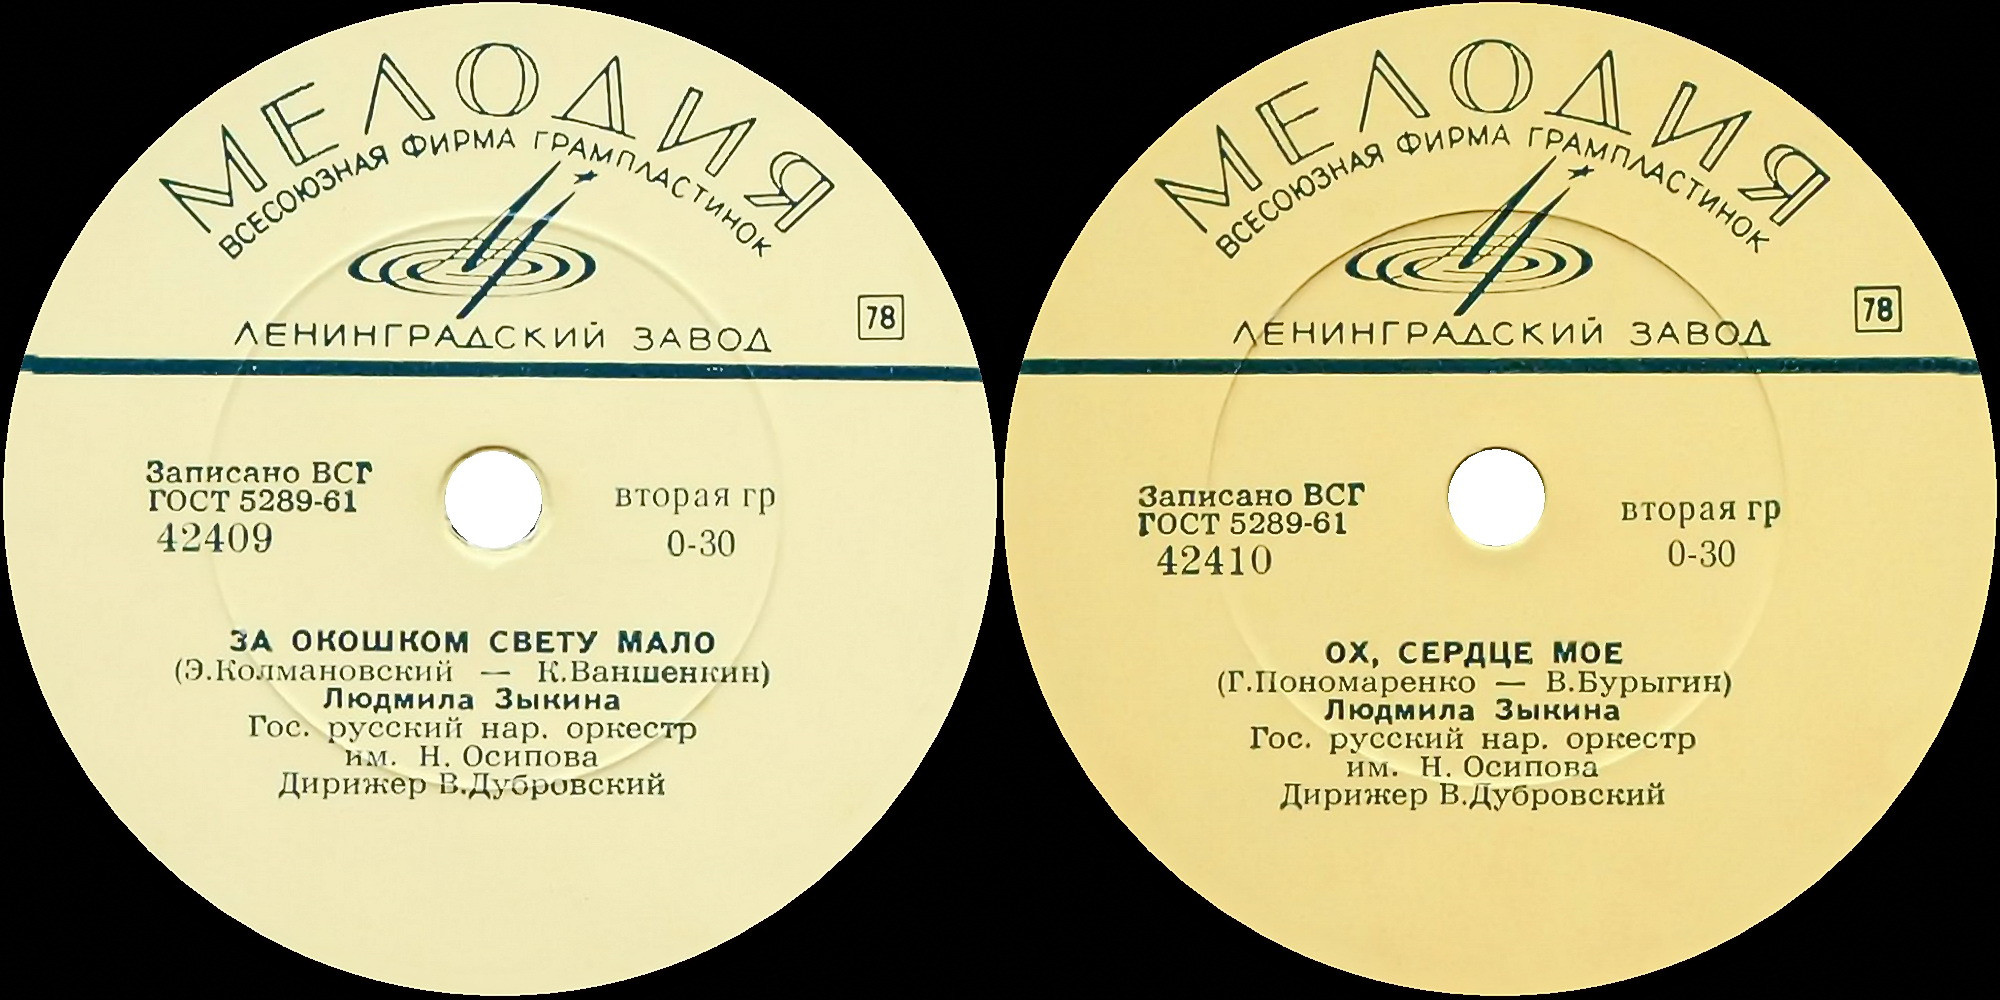 МЕЛОДИЯ
ВСЕСОЮЗНАЯ ФИРМА ГРАМПЛАСТИНОК
ЛЕНИНГРАДСКИЙ ЗАВОД
78
Записано ВСГ
ГОСТ 5289-61
42409
вторая гр
0-30
ЗА ОКОШКОМ СВЕТУ МАЛО
(Э.Колмановский — К.Ваншенкин)
Людмила Зыкина
Гос. русский нар. оркестр
им. Н. Осипова
Дирижер В.Дубровский
МЕЛОДИЯ
ВСЕСОЮЗНАЯ ФИРМА ГРАМПЛАСТИНОК
ЛЕНИНГРАДСКИЙ ЗАВОД
78
Записано ВСГ
ГОСТ 5289-61
42410
вторая гр
0-30
ОХ, СЕРДЦЕ МОЕ
(Г.Пономаренко — В.Бурыгин)
Людмила Зыкина
Гос. русский нар. оркестр
им. Н. Осипова
Дирижер В.Дубровский